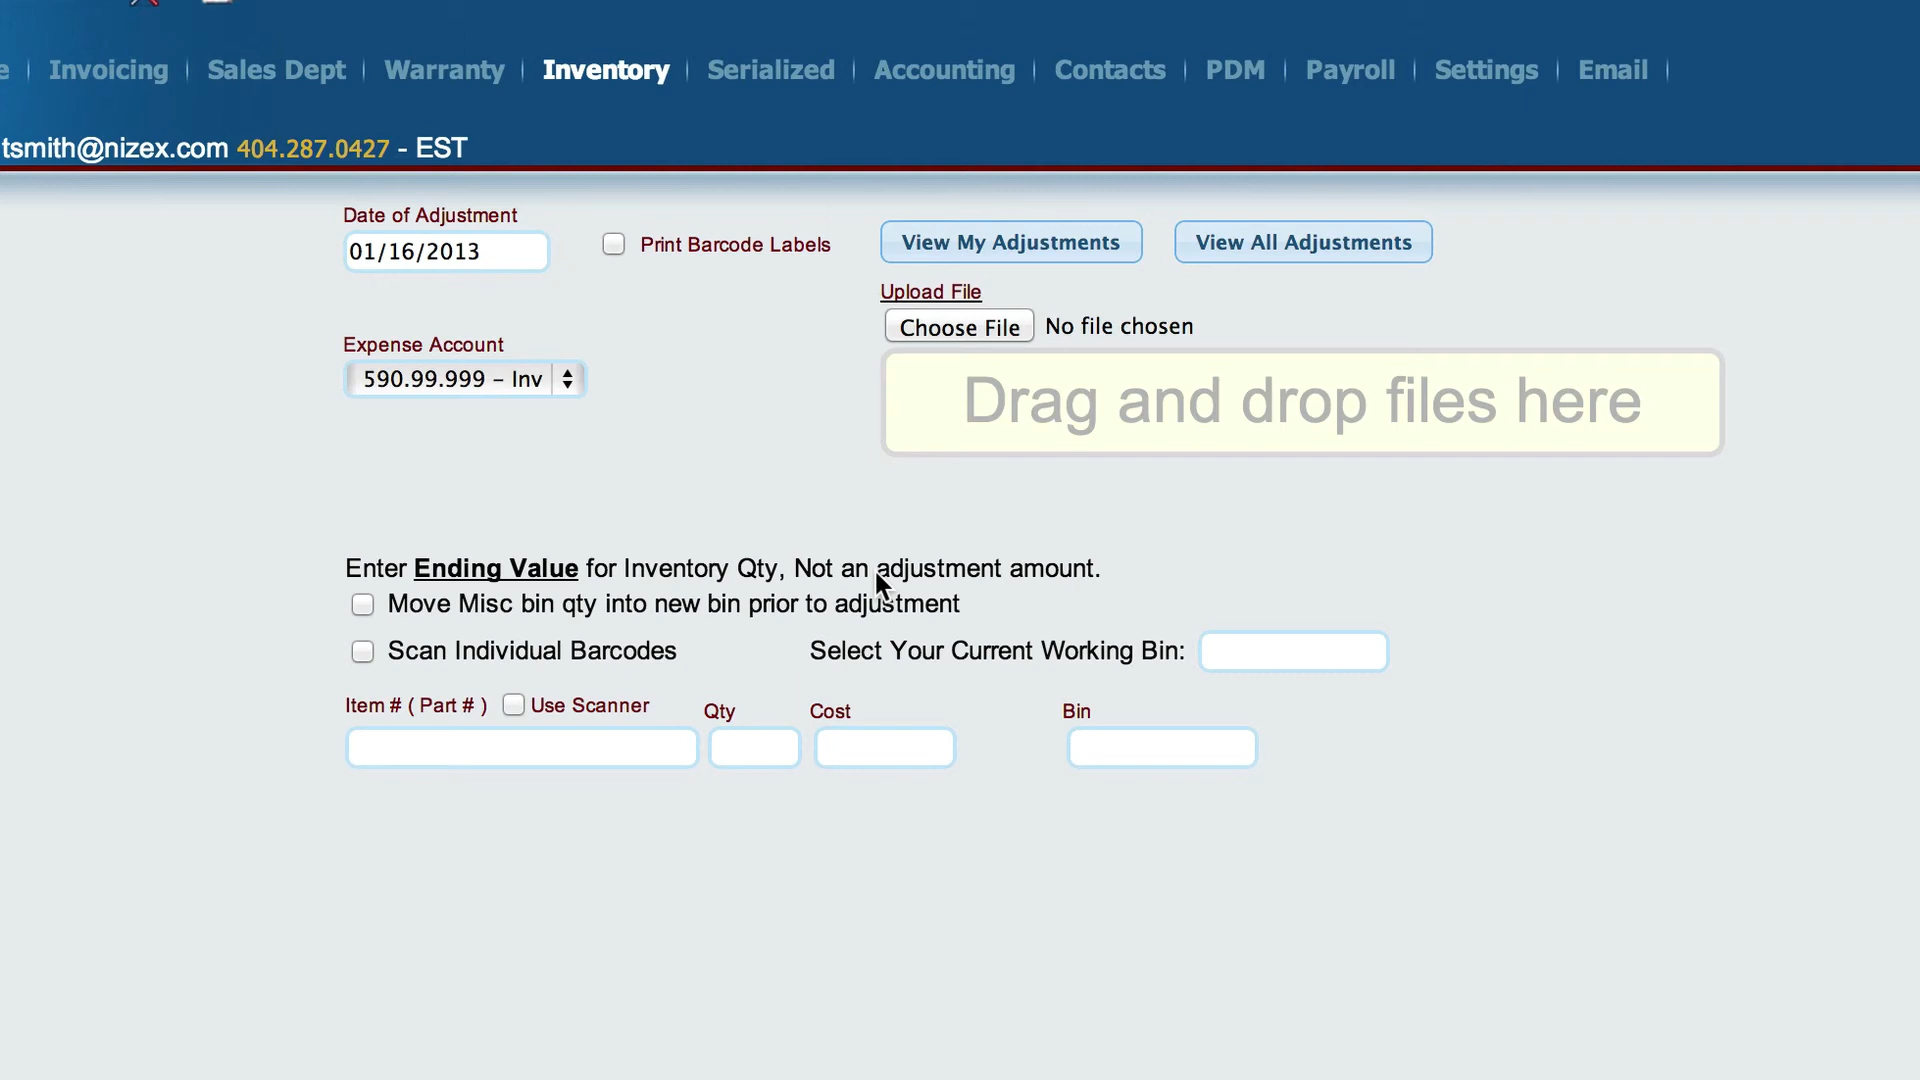 e | Invoicing | Sales Dept | Warranty | Inventory | Serialized | Accounting | Contacts | PDM | Payroll | Settings | Email |
tsmith@nizex.com 404.287.0427 - EST
Date of Adjustment
01/16/2013
Print Barcode Labels
View My Adjustments
View All Adjustments
Upload File
Choose File No file chosen
Expense Account
590.99.999 – Inv
Drag and drop files here
Enter Ending Value for Inventory Qty, Not an adjustment amount.
Move Misc bin qty into new bin prior to adjustment
Scan Individual Barcodes
Select Your Current Working Bin:
Item # ( Part # ) Use Scanner
Qty
Cost
Bin